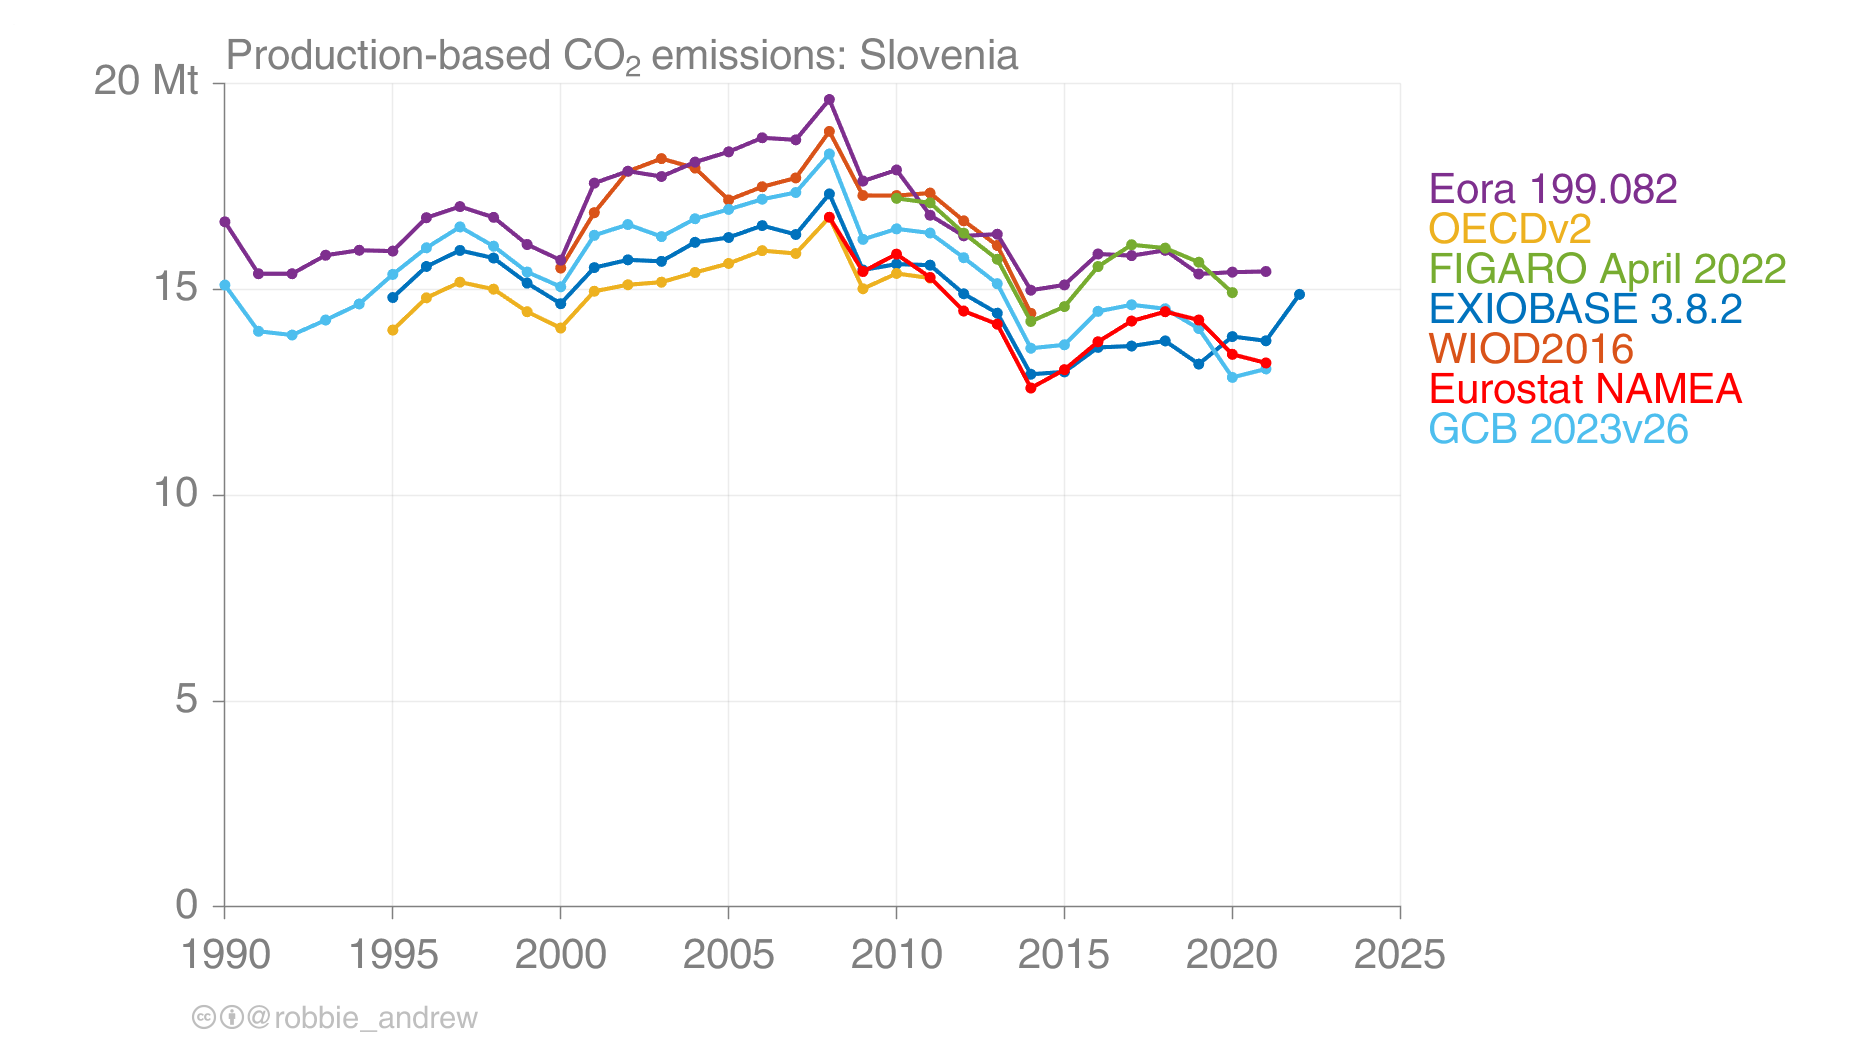 Production-based CO₂ emissions: Slovenia
20 Mt
15
10
5
0
1990 1995 2000 2005 2010 2015 2020 2025
Eora 199.082
OECDv2
FIGARO April 2022
EXIOBASE 3.8.2
WIOD2016
Eurostat NAMEA
GCB 2023v26
cc @robbie_andrew